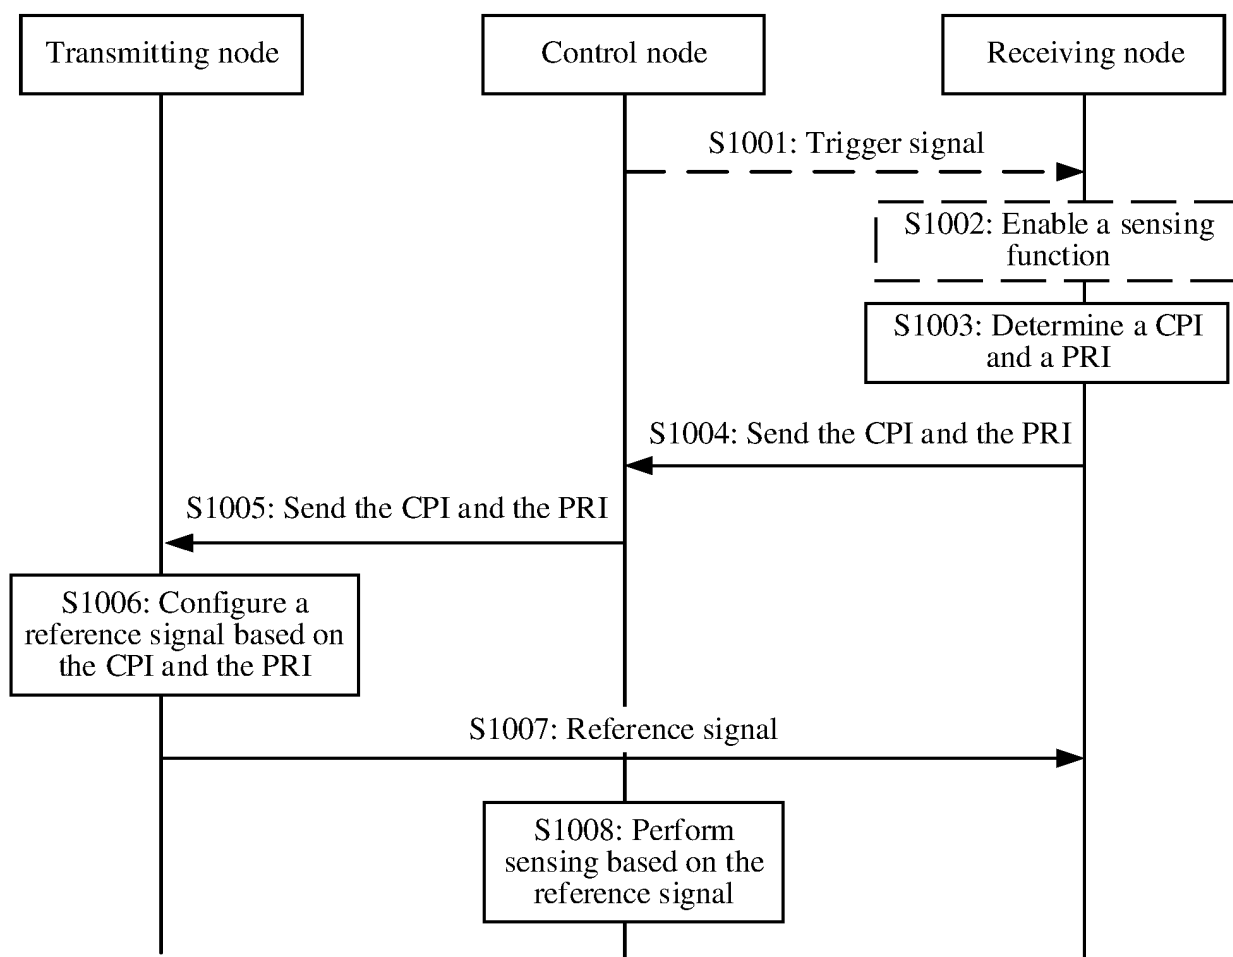 Transmitting node
Control node
Receiving node
S1001: Trigger signal
S1002: Enable a sensing
function
S1003: Determine a CPI
and a PRI
S1004: Send the CPI and the PRI
S1005: Send the CPI and the PRI
S1006: Configure a
reference signal based on
the CPI and the PRI
S1007: Reference signal
S1008: Perform
sensing based on the
reference signal